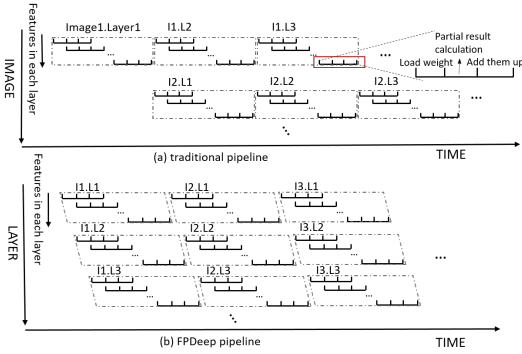 Image1.Layer1 I1.L2 I1.L3
Features in each layer
...
...
...
...
Partial result
calculation
Load weight Add them up
IMAGE
I2.L1 I2.L2 I2.L3
...
...
...
...
...
(a) traditional pipeline TIME
Features in each layer
I1.L1 I2.L1 I3.L1
...
...
...
I1.L2 I2.L2 I3.L2
...
...
...
...
LAYER
I1.L3 I2.L3 I3.L3
...
...
...
...
(b) FPDeep pipeline TIME